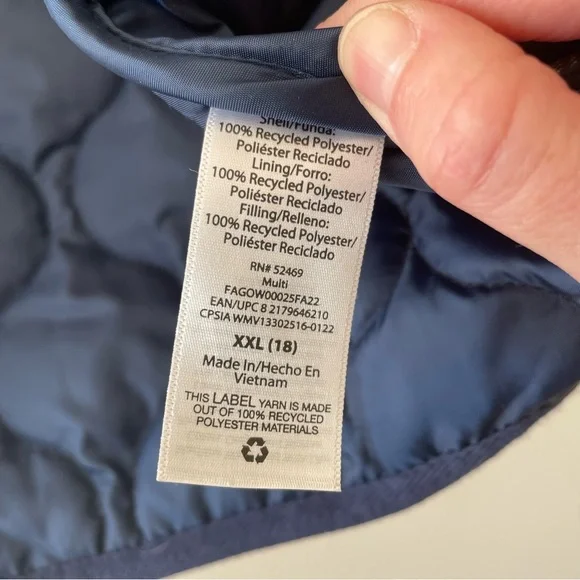 Shell/Funda:
100% Recycled Polyester/
Poliéster Reciclado
Lining/Forro:
100% Recycled Polyester/
Poliéster Reciclado
Filling/Relleno:
100% Recycled Polyester/
Poliéster Reciclado
RN# 52469
Multi
FAGOW00025FA22
EAN/UPC 8 2179646210
CPSIA WMV13302516-0122
XXL (18)
Made In/Hecho En
Vietnam
THIS LABEL YARN IS MADE
OUT OF 100% RECYCLED
POLYESTER MATERIALS